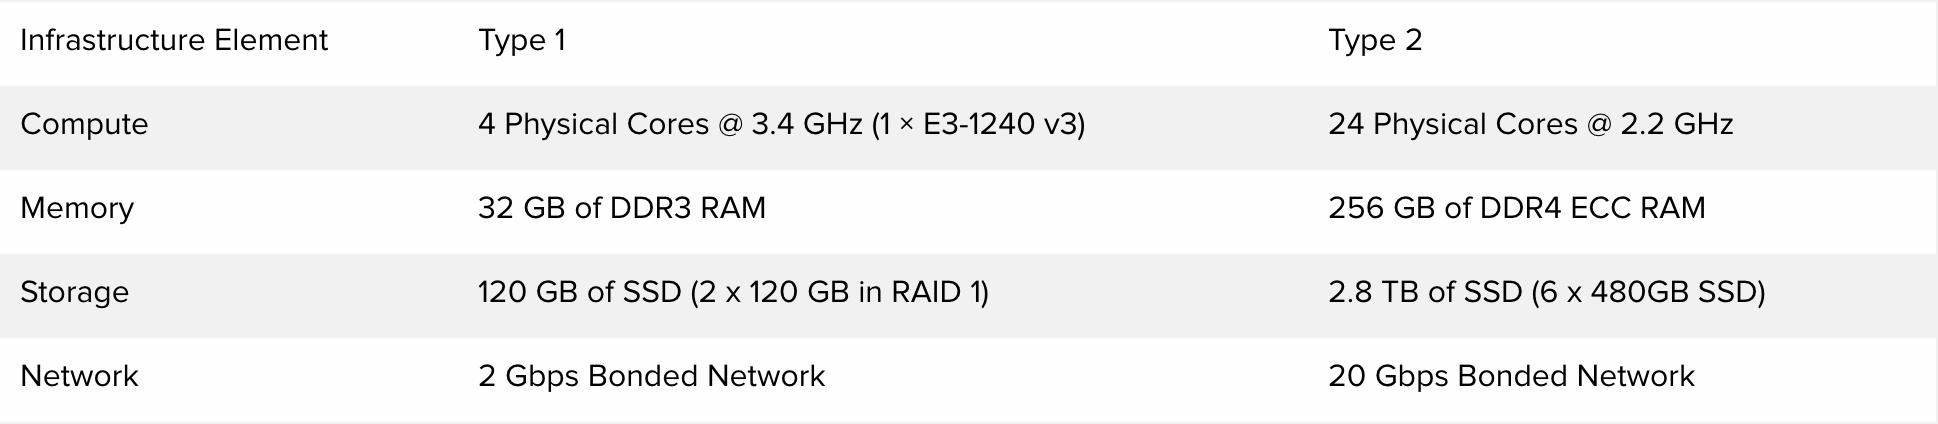 Infrastructure Element Type 1 Type 2
Compute 4 Physical Cores @ 3.4 GHz (1 × E3-1240 v3) 24 Physical Cores @ 2.2 GHz
Memory 32 GB of DDR3 RAM 256 GB of DDR4 ECC RAM
Storage 120 GB of SSD (2 x 120 GB in RAID 1) 2.8 TB of SSD (6 x 480GB SSD)
Network 2 Gbps Bonded Network 20 Gbps Bonded Network